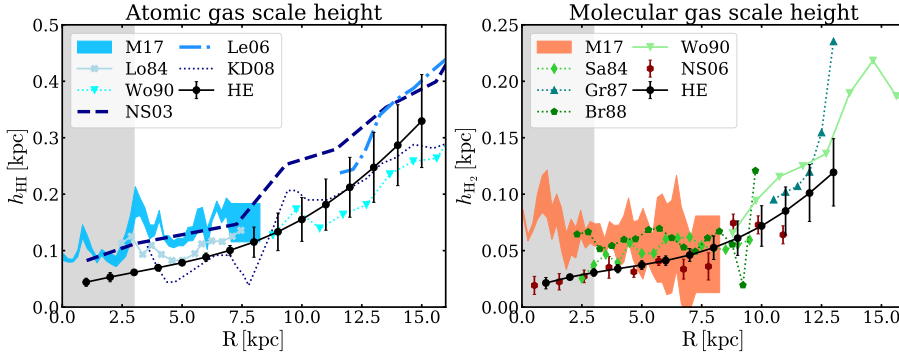 Atomic gas scale height
0.5
0.4
0.3
0.2
0.1
0.0
h_HI [kpc]
M17
Lo84
Wo90
NS03
Le06
KD08
HE
0.0 2.5 5.0 7.5 10.0 12.5 15.0
R [kpc]
Molecular gas scale height
0.25
0.20
0.15
0.10
0.05
0.00
h_H₂ [kpc]
M17
Sa84
Gr87
Br88
Wo90
NS06
HE
0.0 2.5 5.0 7.5 10.0 12.5 15.0
R [kpc]